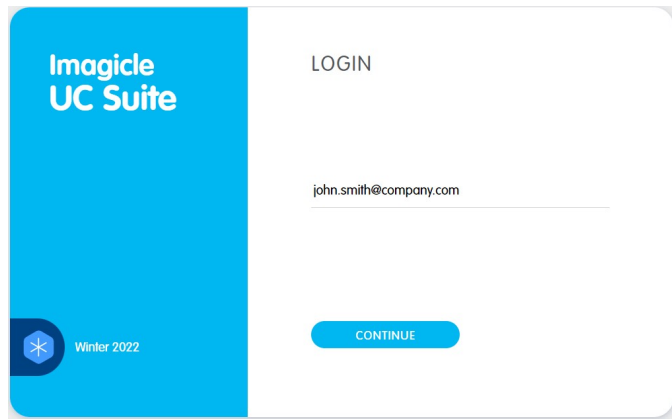 Imagicle
UC Suite
Winter 2022
LOGIN
john.smith@company.com
CONTINUE